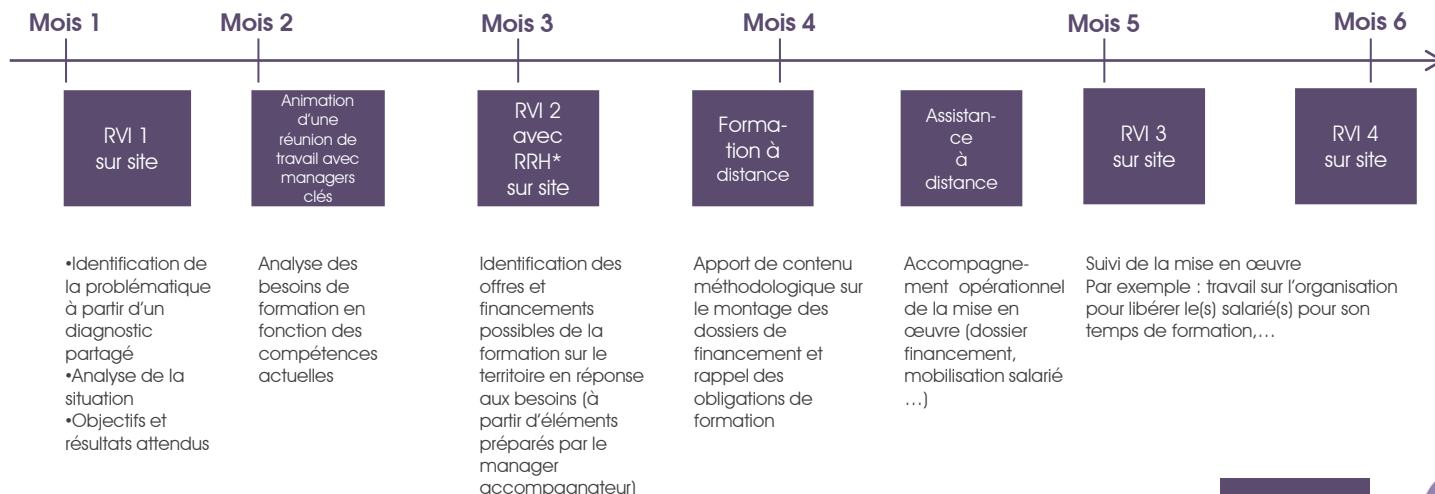 Mois 1
Mois 2
Mois 3
Mois 4
Mois 5
Mois 6
RVI 1
sur site
Animation
d’une
réunion de
travail avec
managers
clés
RVI 2
avec
RRH*
sur site
Forma-
tion à
distance
Assistan-
ce
à
distance
RVI 3
sur site
RVI 4
sur site
•Identification de
la problématique
à partir d’un
diagnostic
partagé
•Analyse de la
situation
•Objectifs et
résultats attendus
Analyse des
besoins de
formation en
fonction des
compétences
actuelles
Identification des
offres et
financements
possibles de la
formation sur le
territoire en réponse
aux besoins (à
partir d’éléments
préparés par le
manager
accompagnateur)
Apport de contenu
méthodologique sur
le montage des
dossiers de
financement et
rappel des
obligations de
formation
Accompagne-
ment opérationnel
de la mise en
œuvre (dossier
financement,
mobilisation salarié
…)
Suivi de la mise en œuvre
Par exemple : travail sur l’organisation
pour libérer le(s) salarié(s) pour son
temps de formation,…